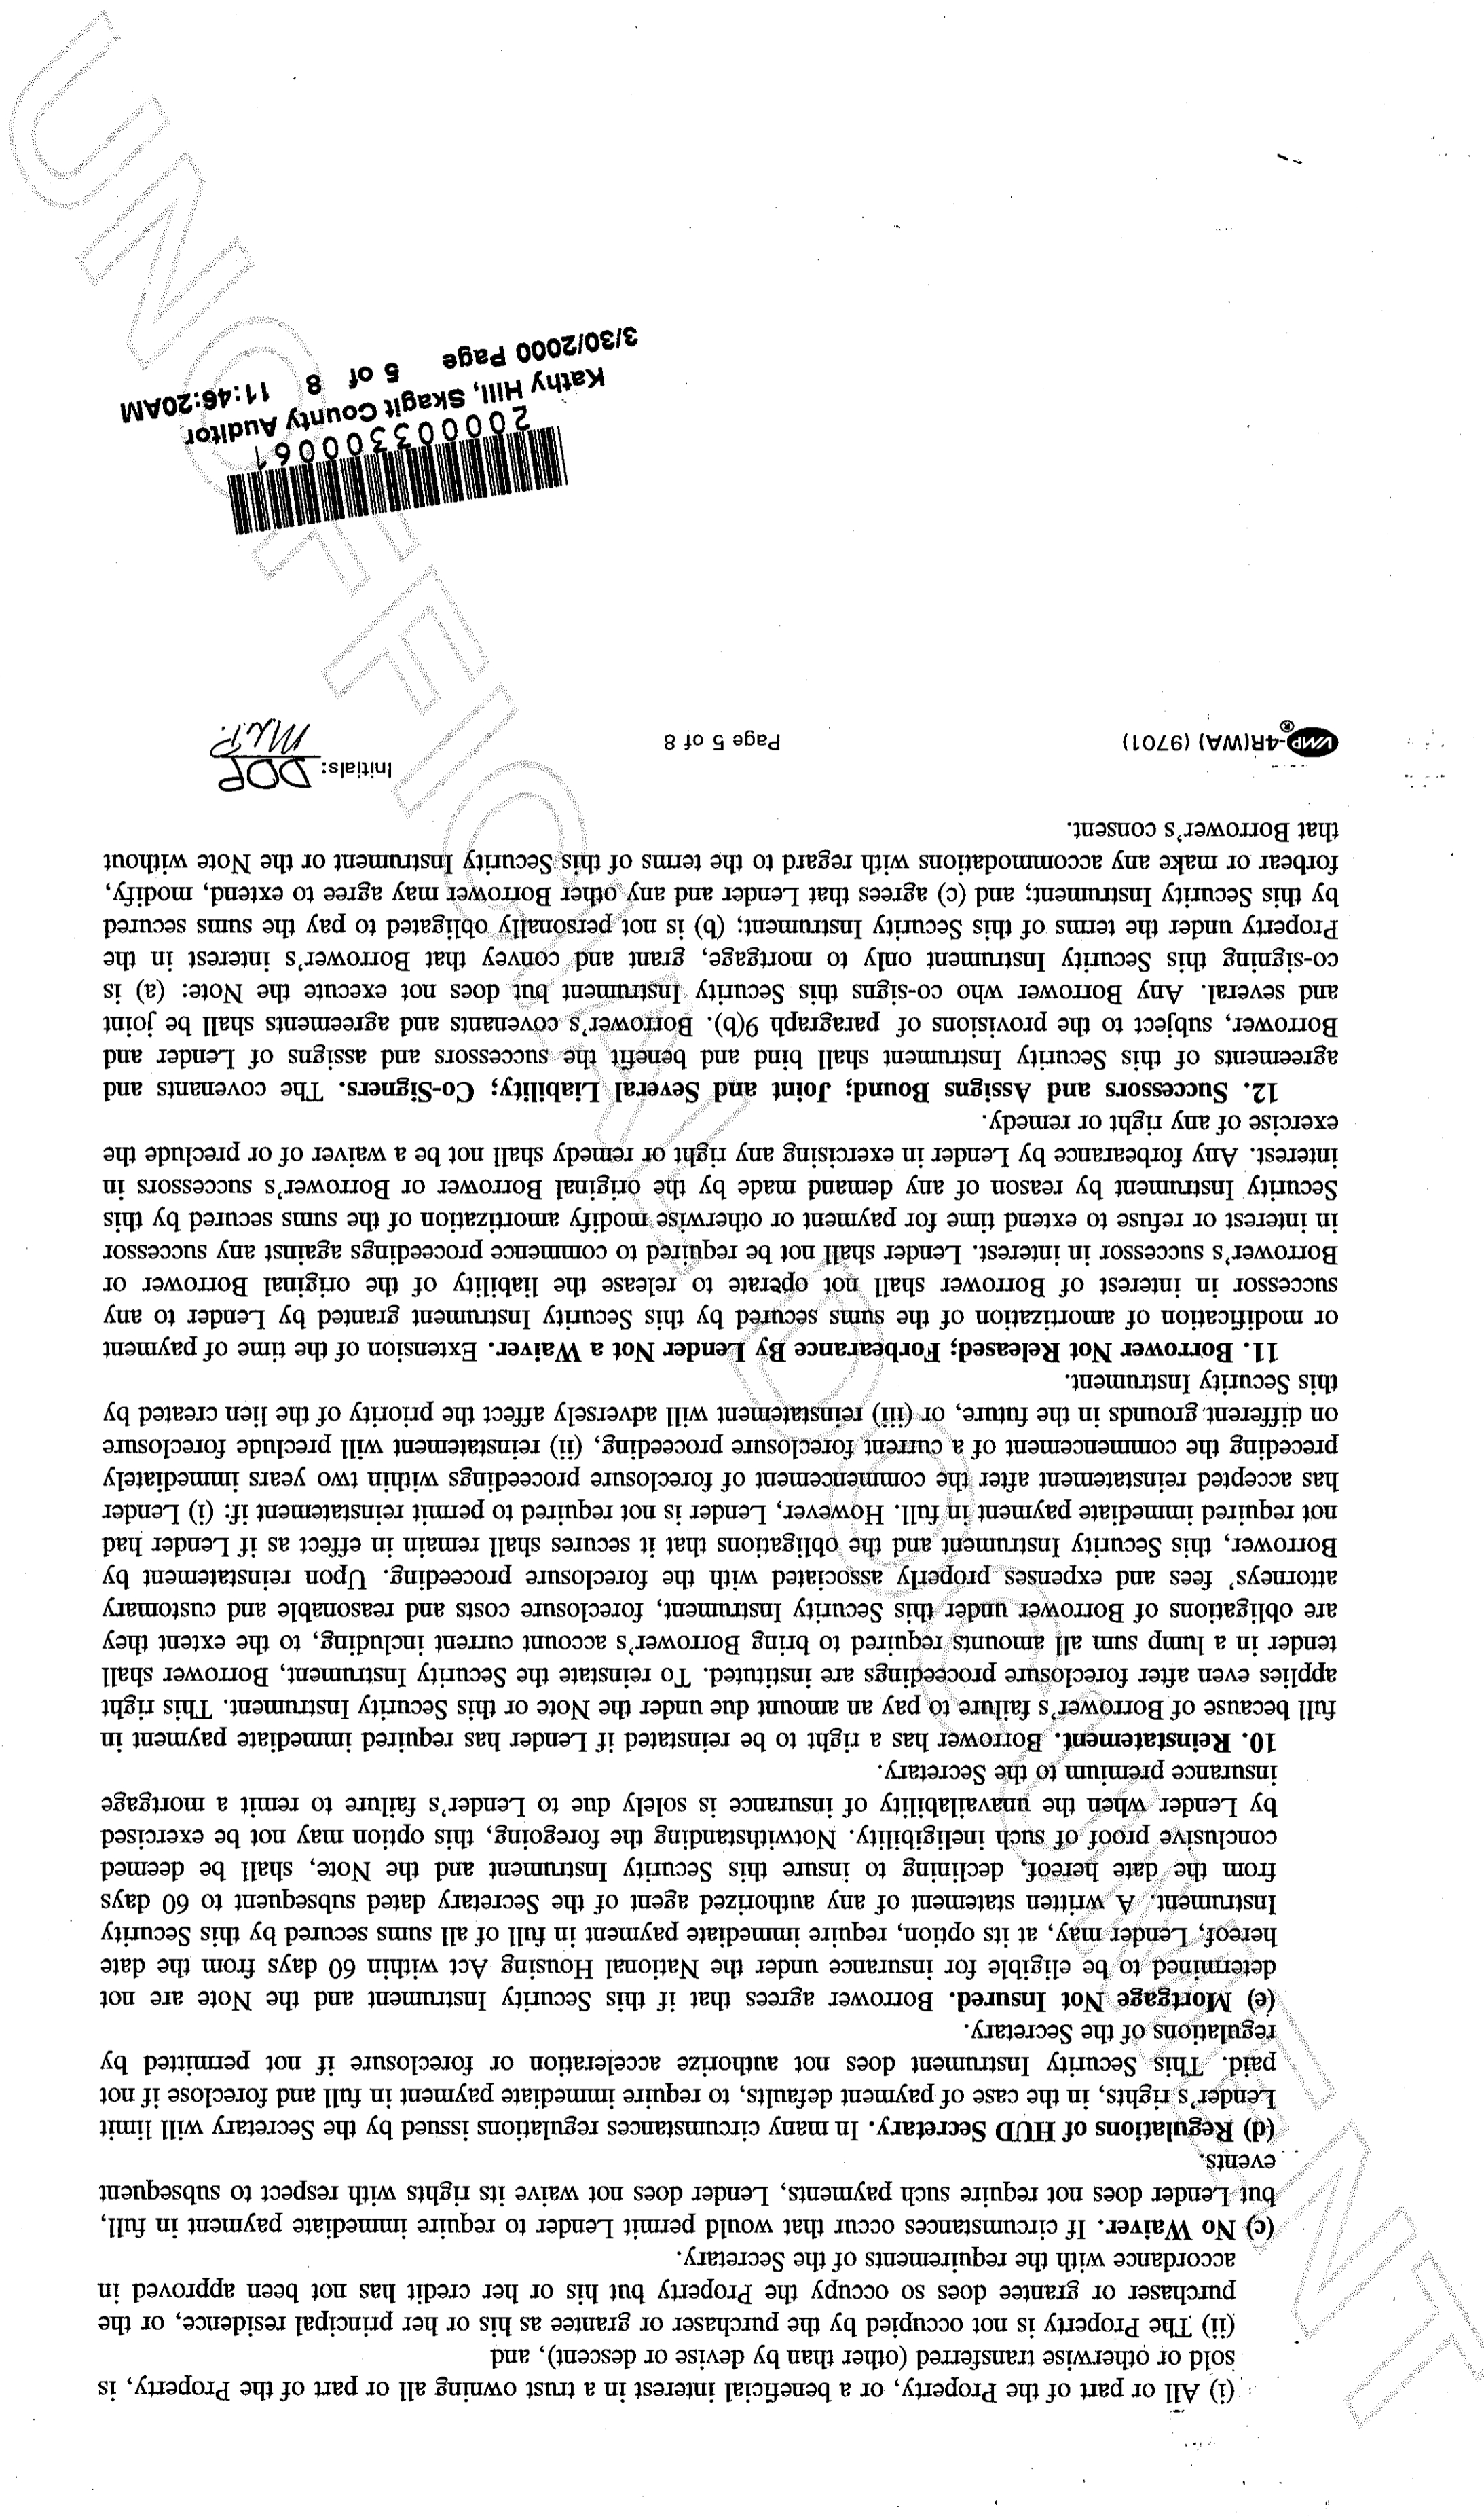 (i) All or part of the Property, or a beneficial interest in a trust owning all or part of the Property, is
sold or otherwise transferred (other than by devise or descent), and
(ii) The Property is not occupied by the purchaser or grantee as his or her principal residence, or the
purchaser or grantee does so occupy the Property but his or her credit has not been approved in
accordance with the requirements of the Secretary.
(c) No Waiver. If circumstances occur that would permit Lender to require immediate payment in full,
but Lender does not require such payments, Lender does not waive its rights with respect to subsequent
events.
(d) Regulations of HUD Secretary. In many circumstances regulations issued by the Secretary will limit
Lender's rights, in the case of payment defaults, to require immediate payment in full and foreclose if not
paid. This Security Instrument does not authorize acceleration or foreclosure if not permitted by
regulations of the Secretary.
(e) Mortgage Not Insured. Borrower agrees that if this Security Instrument and the Note are not
determined to be eligible for insurance under the National Housing Act within 60 days from the date
hereof, Lender may, at its option, require immediate payment in full of all sums secured by this Security
Instrument. A written statement of any authorized agent of the Secretary dated subsequent to 60 days
from the date hereof, declining to insure this Security Instrument and the Note, shall be deemed
conclusive proof of such ineligibility. Notwithstanding the foregoing, this option may not be exercised
by Lender when the unavailability of insurance is solely due to Lender's failure to remit a mortgage
insurance premium to the Secretary.
10. Reinstatement. Borrower has a right to be reinstated if Lender has required immediate payment in
full because of Borrower's failure to pay an amount due under the Note or this Security Instrument. This right
applies even after foreclosure proceedings are instituted. To reinstate the Security Instrument, Borrower shall
tender in a lump sum all amounts required to bring Borrower's account current including, to the extent they
are obligations of Borrower under this Security Instrument, foreclosure costs and reasonable and customary
attorneys' fees and expenses properly associated with the foreclosure proceeding. Upon reinstatement by
Borrower, this Security Instrument and the obligations that it secures shall remain in effect as if Lender had
not required immediate payment in full. However, Lender is not required to permit reinstatement if: (i) Lender
has accepted reinstatement after the commencement of foreclosure proceedings within two years immediately
preceding the commencement of a current foreclosure proceeding, (ii) reinstatement will preclude foreclosure
on different grounds in the future, or (iii) reinstatement will adversely affect the priority of the lien created by
this Security Instrument.
11. Borrower Not Released; Forbearance By Lender Not a Waiver. Extension of the time of payment
or modification of amortization of the sums secured by this Security Instrument granted by Lender to any
successor in interest of Borrower shall not operate to release the liability of the original Borrower or
Borrower's successor in interest. Lender shall not be required to commence proceedings against any successor
in interest or refuse to extend time for payment or otherwise modify amortization of the sums secured by this
Security Instrument by reason of any demand made by the original Borrower or Borrower's successors in
interest. Any forbearance by Lender in exercising any right or remedy shall not be a waiver of or preclude the
exercise of any right or remedy.
12. Successors and Assigns Bound; Joint and Several Liability; Co-Signers. The covenants and
agreements of this Security Instrument shall bind and benefit the successors and assigns of Lender and
Borrower, subject to the provisions of paragraph 9(b). Borrower's covenants and agreements shall be joint
and several. Any Borrower who co-signs this Security Instrument but does not execute the Note: (a) is
co-signing this Security Instrument only to mortgage, grant and convey that Borrower's interest in the
Property under the terms of this Security Instrument; (b) is not personally obligated to pay the sums secured
by this Security Instrument; and (c) agrees that Lender and any other Borrower may agree to extend, modify,
forbear or make any accommodations with regard to the terms of this Security Instrument or the Note without
that Borrower's consent.
VMP-4R(WA) (9701)
®
Page 5 of 8
Initials: DOP
M.W.P.
200003300061
Kathy Hill, Skagit County Auditor
3/30/2000 Page 5 of 8 11:46:20AM
UNOFFICIAL DOCUMENT